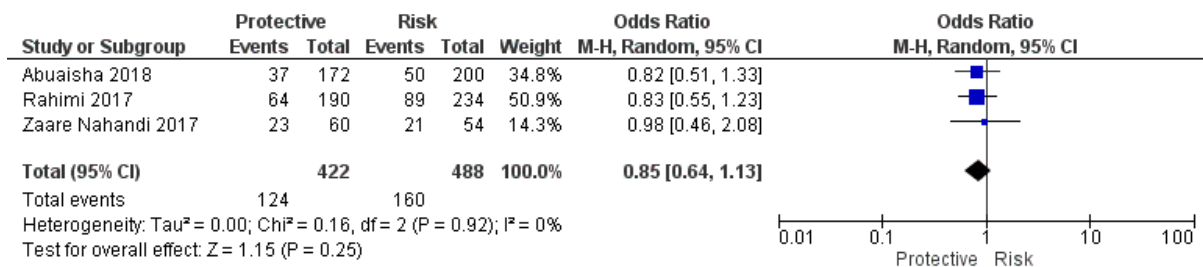 Protective Risk Odds Ratio Odds Ratio
Study or Subgroup Events Total Events Total Weight M-H, Random, 95% CI M-H, Random, 95% CI
Abuaisha 2018 37 172 50 200 34.8% 0.82 [0.51, 1.33]
Rahimi 2017 64 190 89 234 50.9% 0.83 [0.55, 1.23]
Zaare Nahandi 2017 23 60 21 54 14.3% 0.98 [0.46, 2.08]
Total (95% CI) 422 488 100.0% 0.85 [0.64, 1.13]
Total events 124 160
Heterogeneity: Tau² = 0.00; Chi² = 0.16, df = 2 (P = 0.92); I² = 0%
Test for overall effect: Z = 1.15 (P = 0.25)
0.01 0.1 1 10 100
Protective Risk